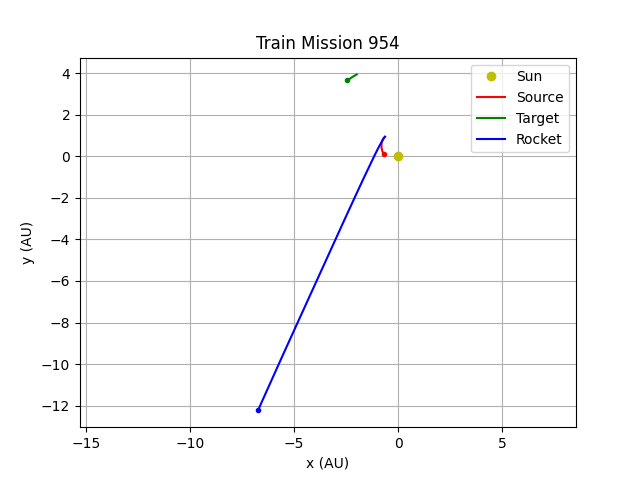 Train Mission 954
Sun
Source
Target
Rocket
4
2
0
−2
−4
−6
−8
−10
−12
y (AU)
−15
−10
−5
0
5
x (AU)